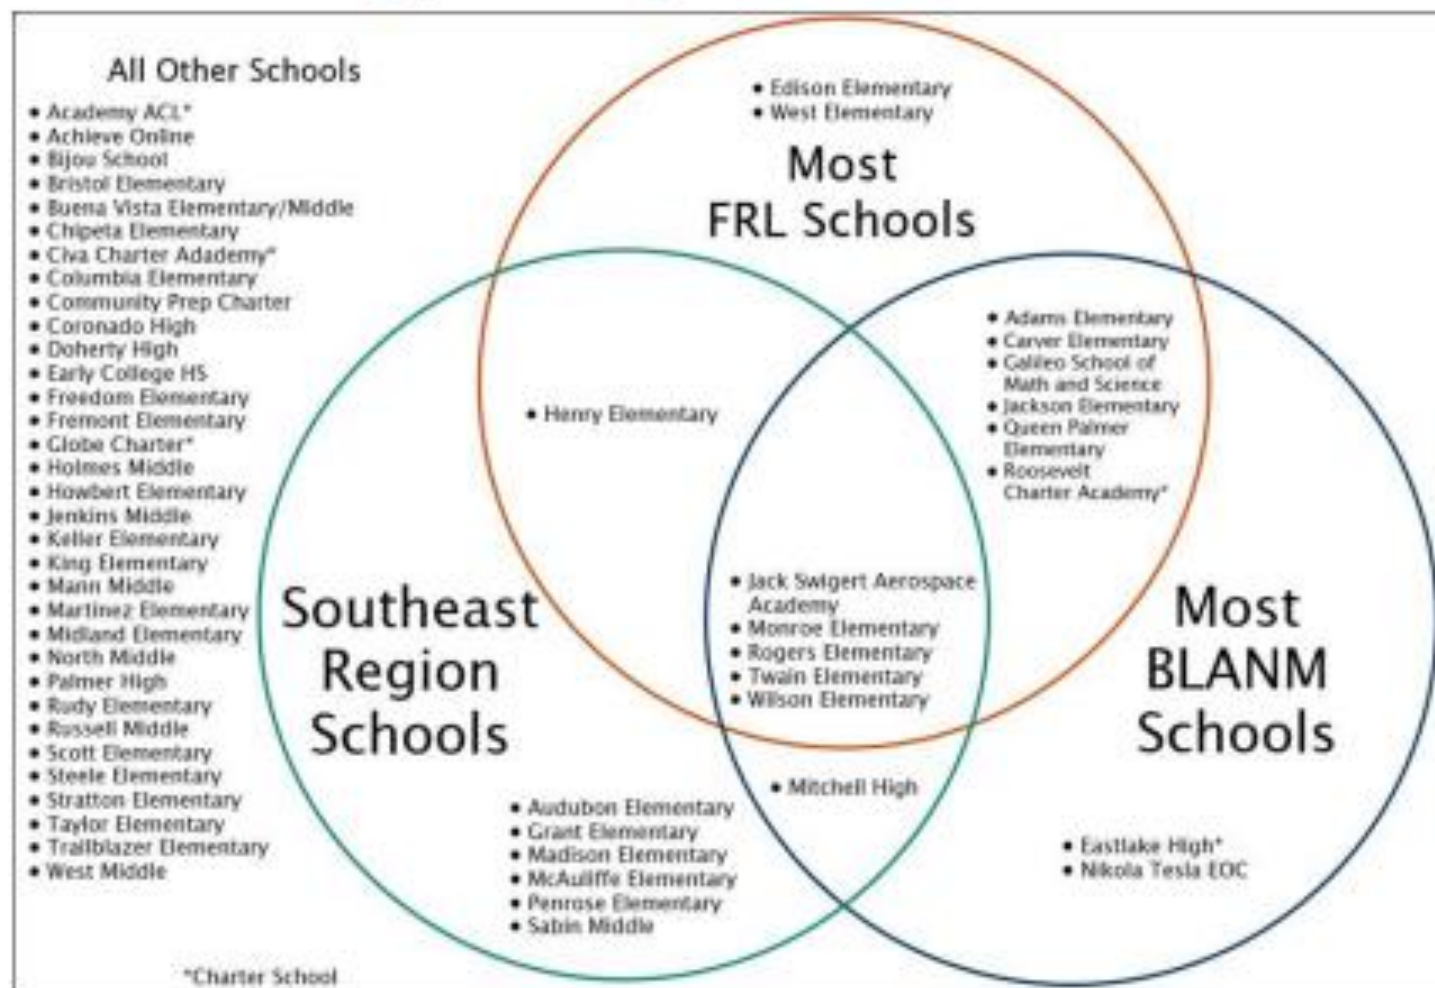 All Other Schools
• Academy ACL*
• Achieve Online
• Bijou School
• Bristol Elementary
• Buena Vista Elementary/Middle
• Chipeta Elementary
• Civa Charter Adademy*
• Columbia Elementary
• Community Prep Charter
• Coronado High
• Doherty High
• Early College HS
• Freedom Elementary
• Fremont Elementary
• Globe Charter*
• Holmes Middle
• Howbert Elementary
• Jenkins Middle
• Keller Elementary
• King Elementary
• Mann Middle
• Martinez Elementary
• Midland Elementary
• North Middle
• Palmer High
• Rudy Elementary
• Russell Middle
• Scott Elementary
• Steele Elementary
• Stratton Elementary
• Taylor Elementary
• Trailblazer Elementary
• West Middle
*Charter School
• Edison Elementary
• West Elementary
Most
FRL Schools
• Henry Elementary
• Adams Elementary
• Carver Elementary
• Galileo School of
Math and Science
• Jackson Elementary
• Queen Palmer
Elementary
• Roosevelt
Charter Academy*
Southeast
Region
Schools
• Jack Swigert Aerospace
Academy
• Monroe Elementary
• Rogers Elementary
• Twain Elementary
• Wilson Elementary
Most
BLANM
Schools
• Mitchell High
• Audubon Elementary
• Grant Elementary
• Madison Elementary
• McAuliffe Elementary
• Penrose Elementary
• Sabin Middle
• Eastlake High*
• Nikola Tesla EOC